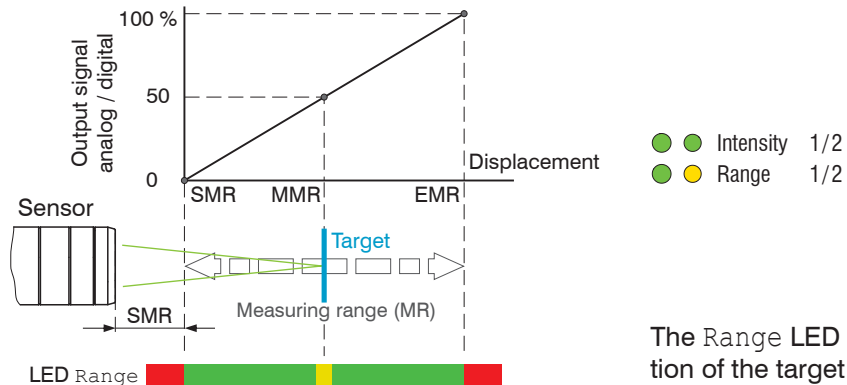 100 %
Output signal
analog / digital
50
0
Displacement
SMR MMR EMR
Sensor
Target
Measuring range (MR)
SMR
LED Range
Intensity 1/2
Range 1/2
The Range LED
tion of the target